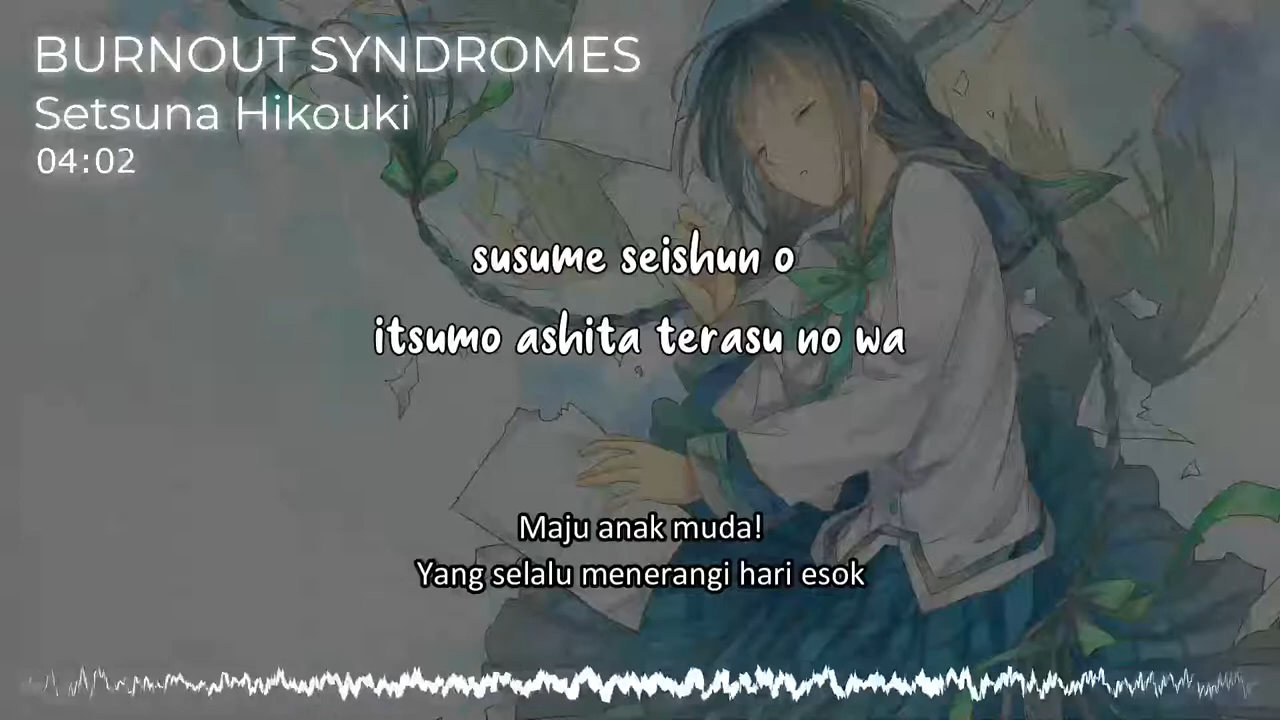 BURNOUT SYNDROMES
Setsuna Hikouki
04:02
susume seishun o
itsumo ashita terasu no wa
Maju anak muda!
Yang selalu menerangi hari esok